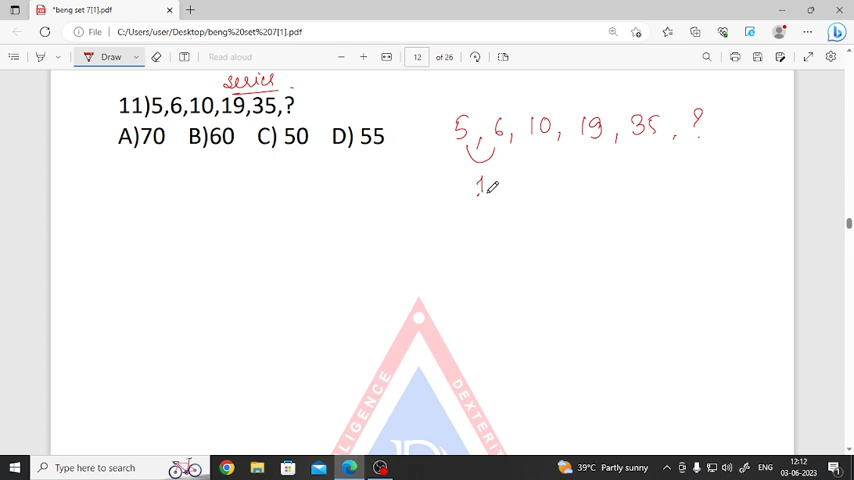 *beng set 7[1].pdf
File C:/Users/user/Desktop/beng%20set%207[1].pdf
Draw Read aloud 12 of 26
series
11)5,6,10,19,35,?
A)70 B)60 C) 50 D) 55
5, 6, 10, 19, 35, ?
1
LIGENCE
DEXTERITY
Type here to search
39°C Partly sunny
ENG
12:12
03-06-2023